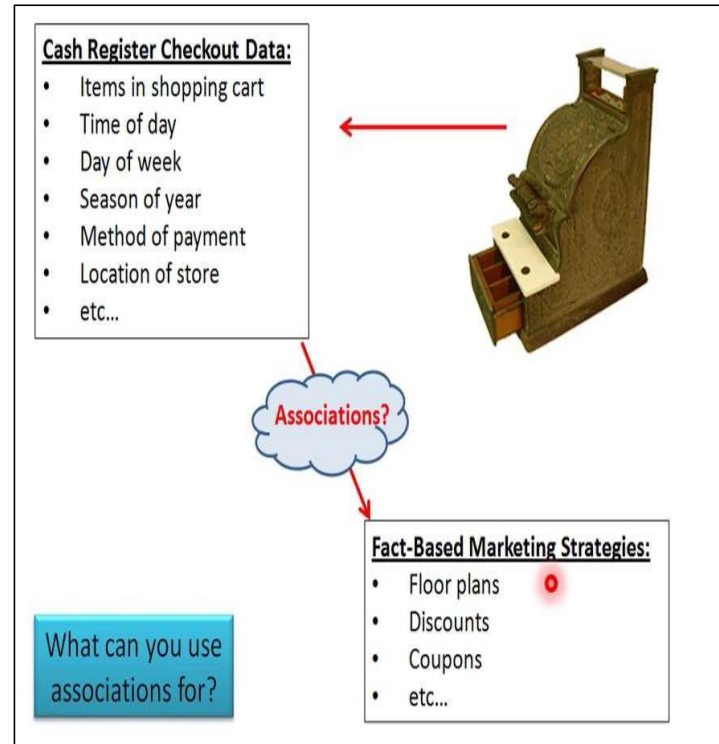 Cash Register Checkout Data:
• Items in shopping cart
• Time of day
• Day of week
• Season of year
• Method of payment
• Location of store
• etc...
Associations?
Fact-Based Marketing Strategies:
• Floor plans
• Discounts
• Coupons
• etc...
What can you use
associations for?